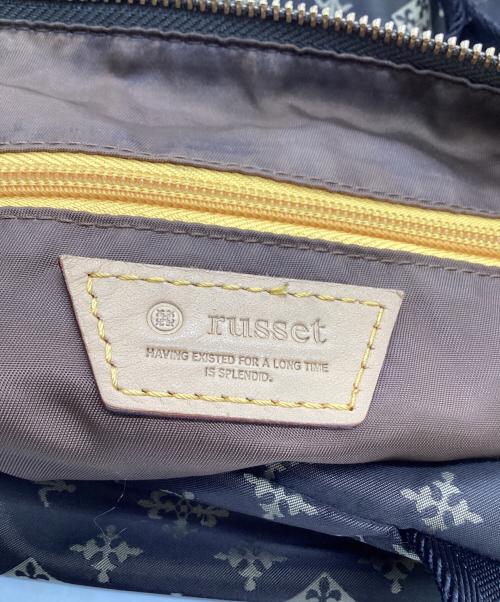 russet
HAVING EXISTED FOR A LONG TIME
IS SPLENDID.